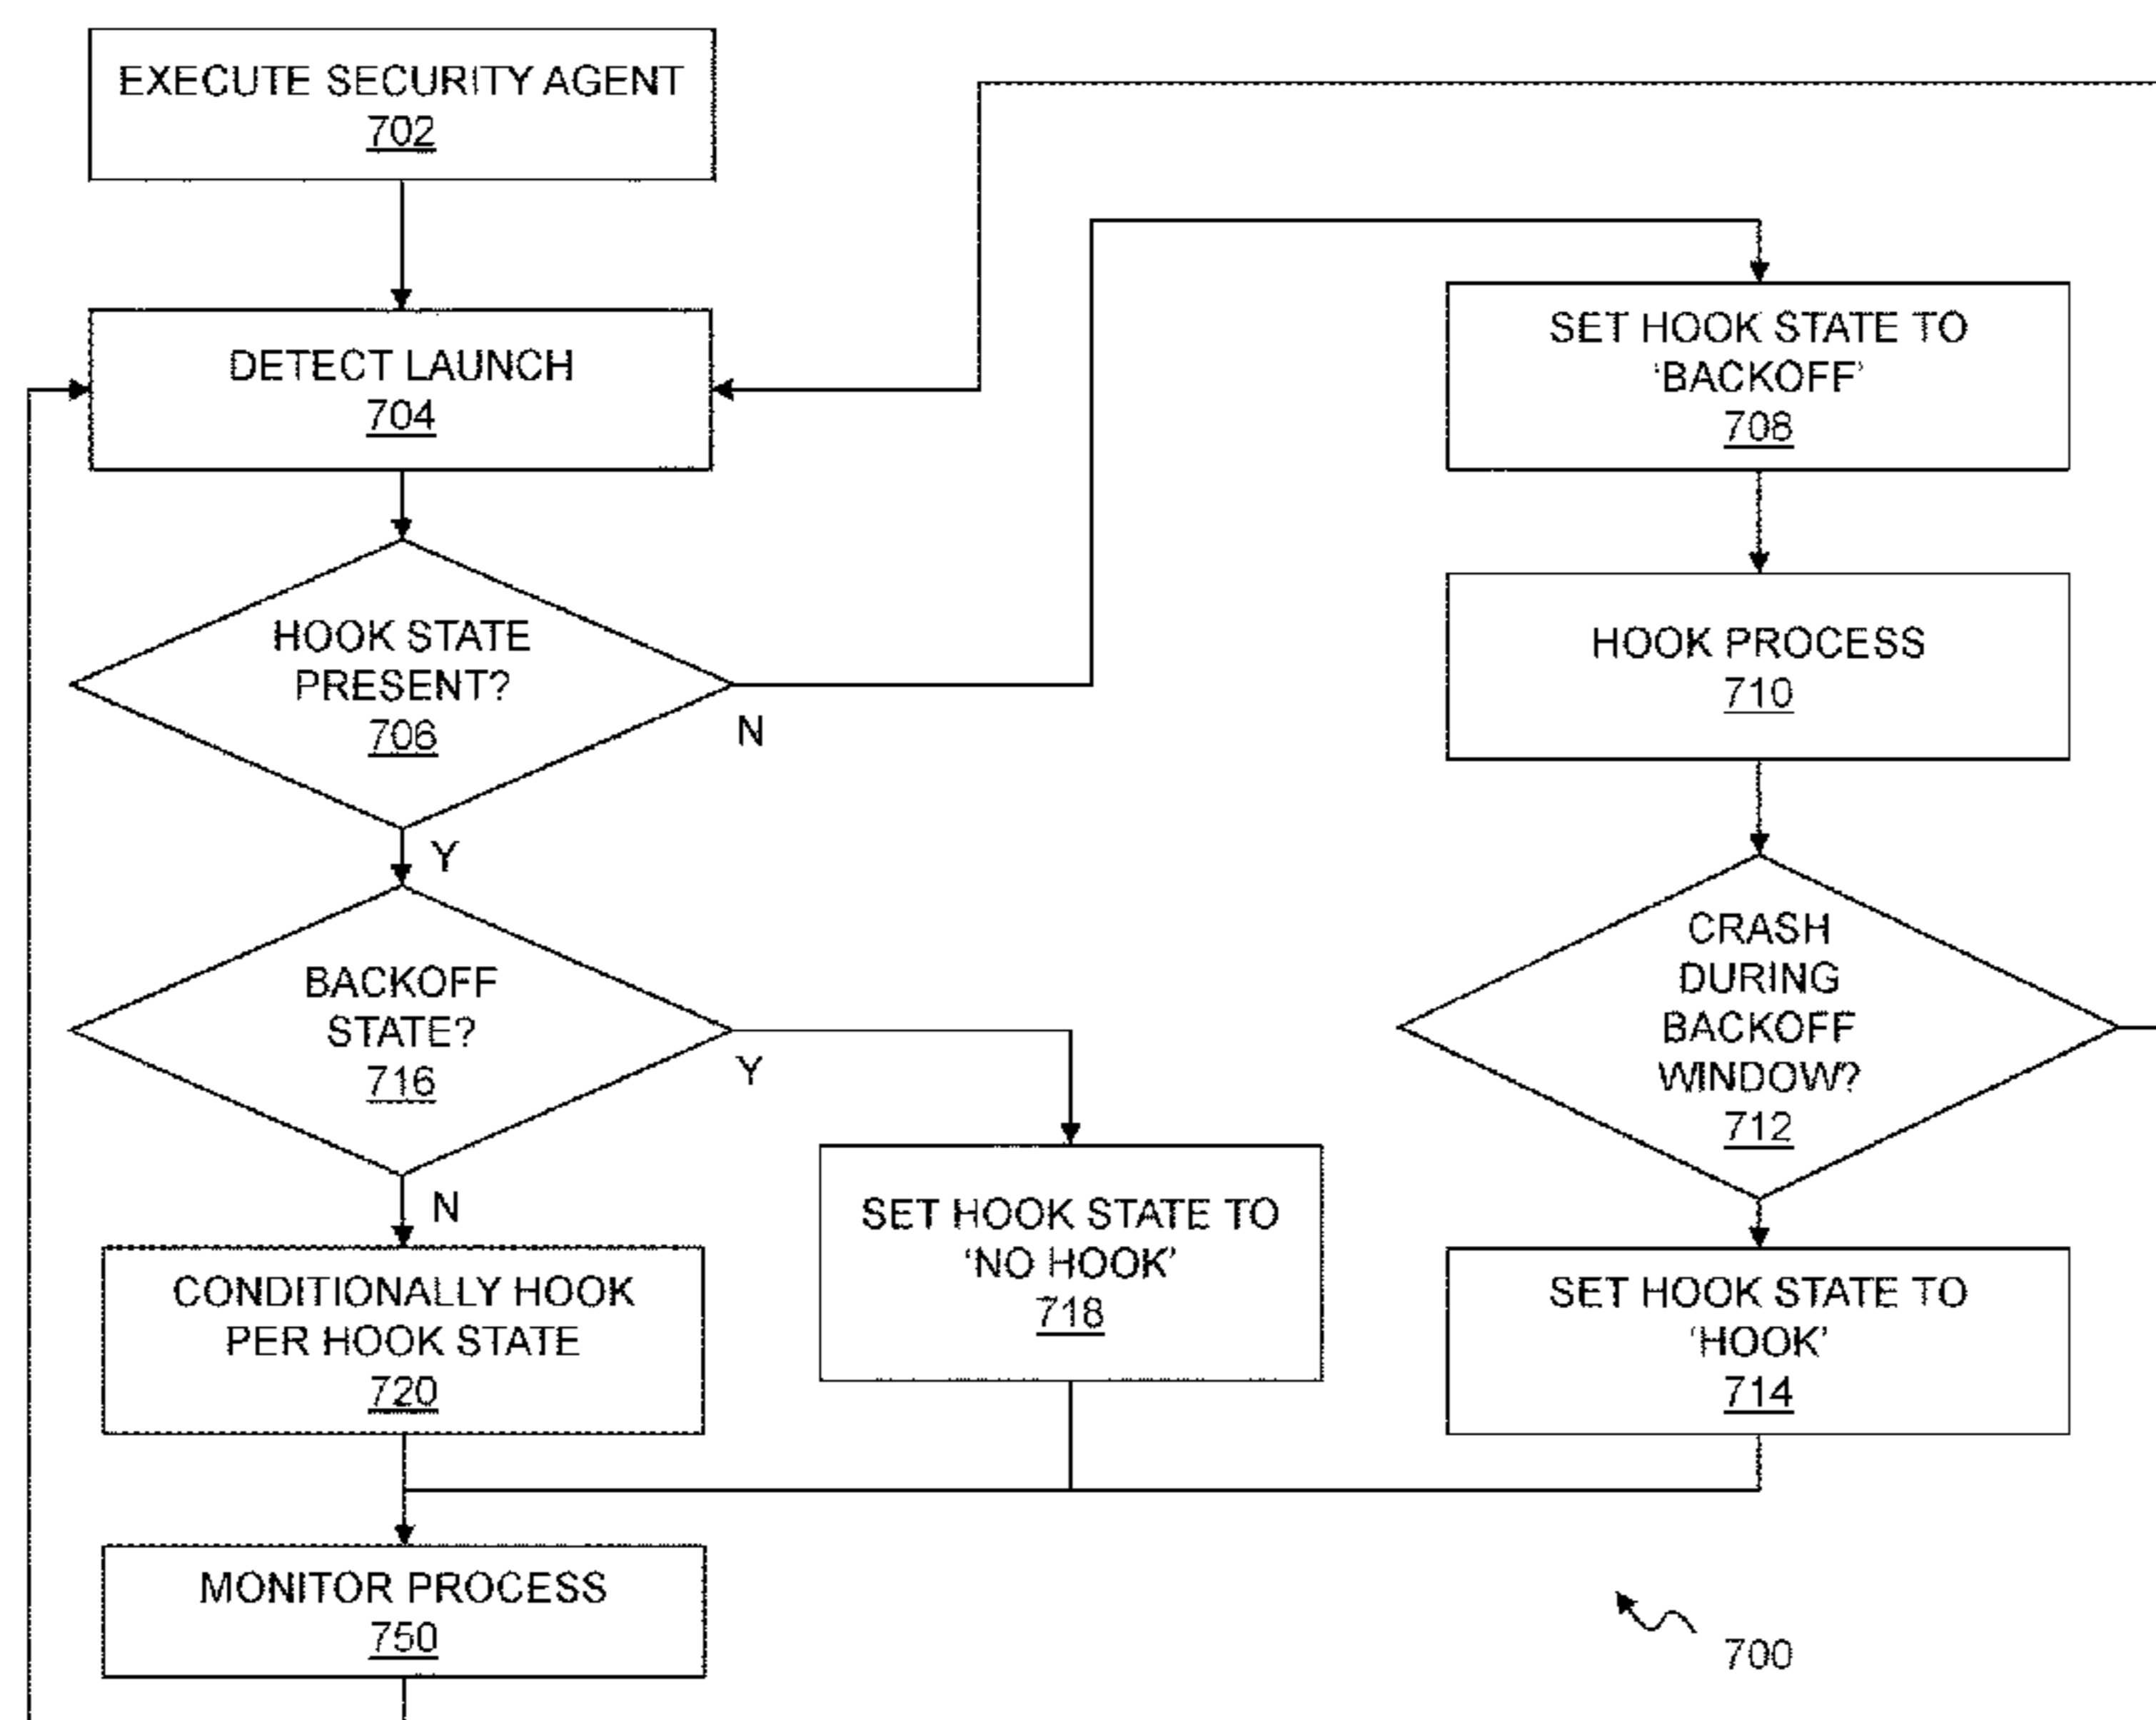 EXECUTE SECURITY AGENT
702
DETECT LAUNCH
704
HOOK STATE
PRESENT?
706
N
Y
BACKOFF
STATE?
716
Y
N
CONDITIONALLY HOOK
PER HOOK STATE
720
MONITOR PROCESS
750
SET HOOK STATE TO
'NO HOOK'
718
SET HOOK STATE TO
'BACKOFF'
708
HOOK PROCESS
710
CRASH
DURING
BACKOFF
WINDOW?
712
SET HOOK STATE TO
'HOOK'
714
700